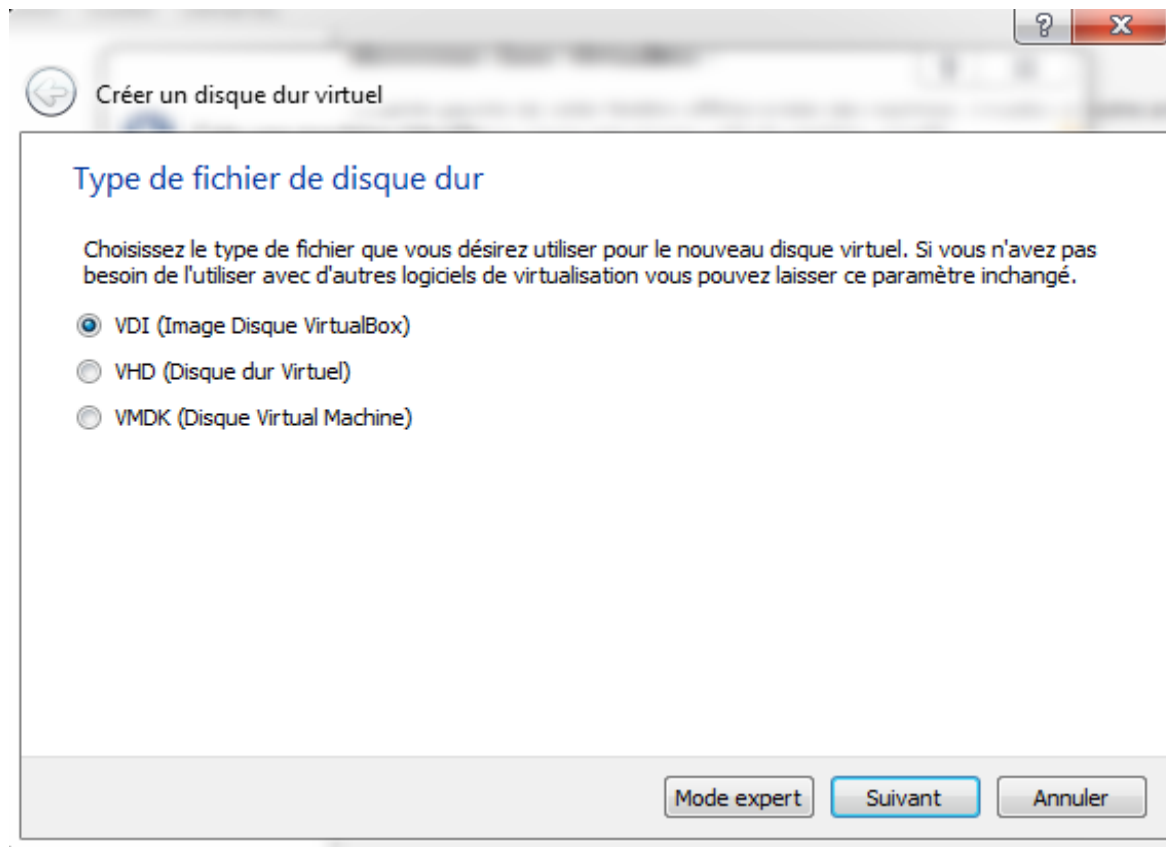 Créer un disque dur virtuel
Type de fichier de disque dur
Choisissez le type de fichier que vous désirez utiliser pour le nouveau disque virtuel. Si vous n'avez pas
besoin de l'utiliser avec d'autres logiciels de virtualisation vous pouvez laisser ce paramètre inchangé.
VDI (Image Disque VirtualBox)
VHD (Disque dur Virtuel)
VMDK (Disque Virtual Machine)
Mode expert Suivant Annuler